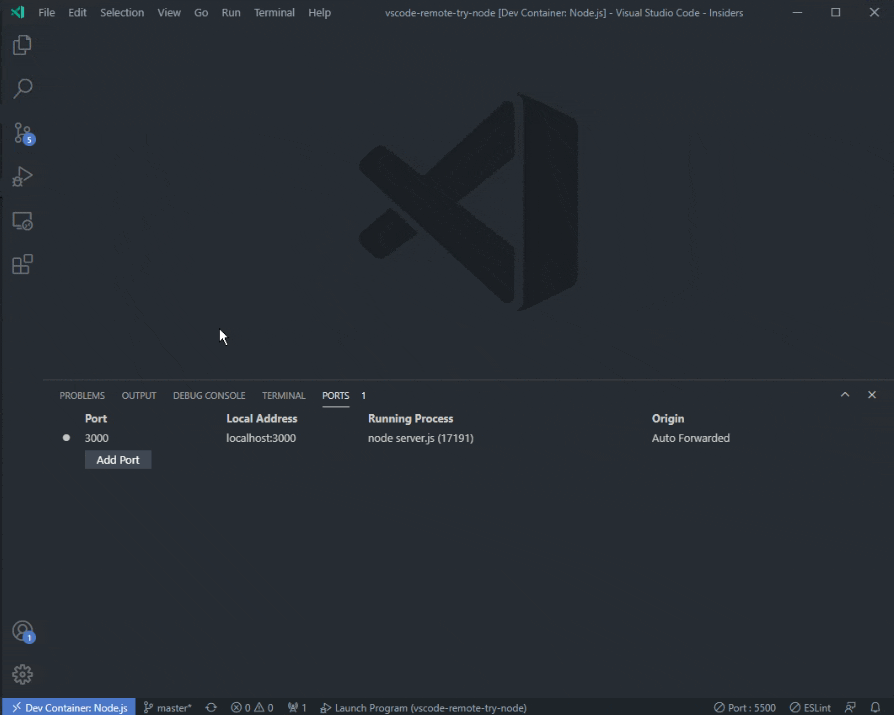 File Edit Selection View Go Run Terminal Help vscode-remote-try-node [Dev Container: Node.js] - Visual Studio Code - Insiders
5
PROBLEMS OUTPUT DEBUG CONSOLE TERMINAL PORTS 1
Port Local Address Running Process Origin
3000 localhost:3000 node server.js (17191) Auto Forwarded
Add Port
1
Dev Container: Node.js master* 0 0 1 Launch Program (vscode-remote-try-node) Port : 5500 ESLint